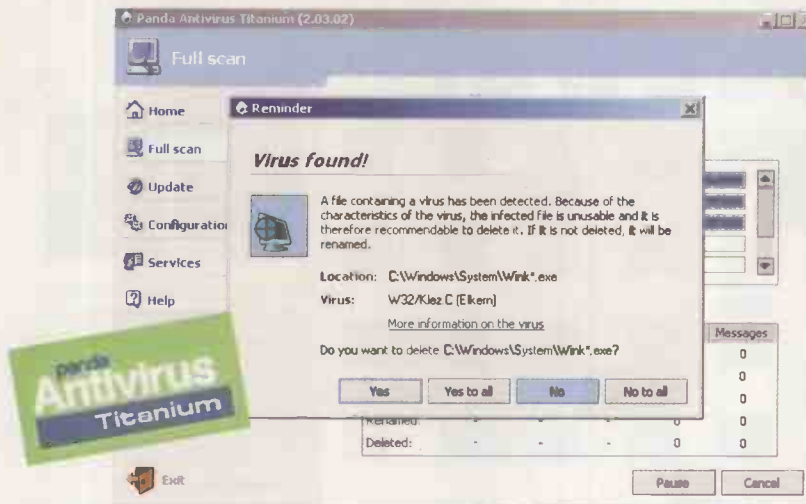 Panda Antivirus Titanium (2.03.02)
Full scan
Home
Full scan
Update
Configuration
Services
Help
Exit
Reminder
Virus found!
A file containing a virus has been detected. Because of the
characteristics of the virus, the infected file is unusable and it is
therefore recommendable to delete it. If it is not deleted, it will be
renamed.
Location: C:\Windows\System\Wink*.exe
Virus: W32/Klez.C (Elkern)
More information on the virus
Do you want to delete C:\Windows\System\Wink*.exe?
Yes Yes to all No No to all
Messages
0
0
0
Renamed: - - - 0 0
Deleted: - - - 0 0
Pause Cancel
panda
Antivirus
Titanium